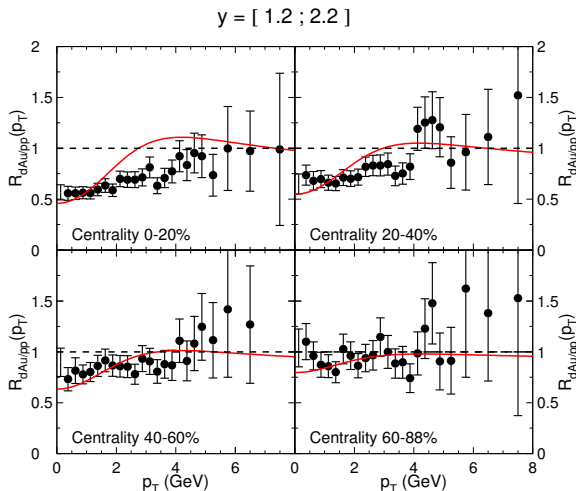 y = [ 1.2 ; 2.2 ]
2
1.5
1
0.5
0
R_dAu/pp(p_T)
Centrality 0-20%
Centrality 20-40%
2
1.5
1
0.5
0
R_dAu/pp(p_T)
1.5
1
0.5
0
R_dAu/pp(p_T)
Centrality 40-60%
Centrality 60-88%
1.5
1
0.5
0
R_dAu/pp(p_T)
0 2 4 6
p_T (GeV)
0 2 4 6 8
p_T (GeV)